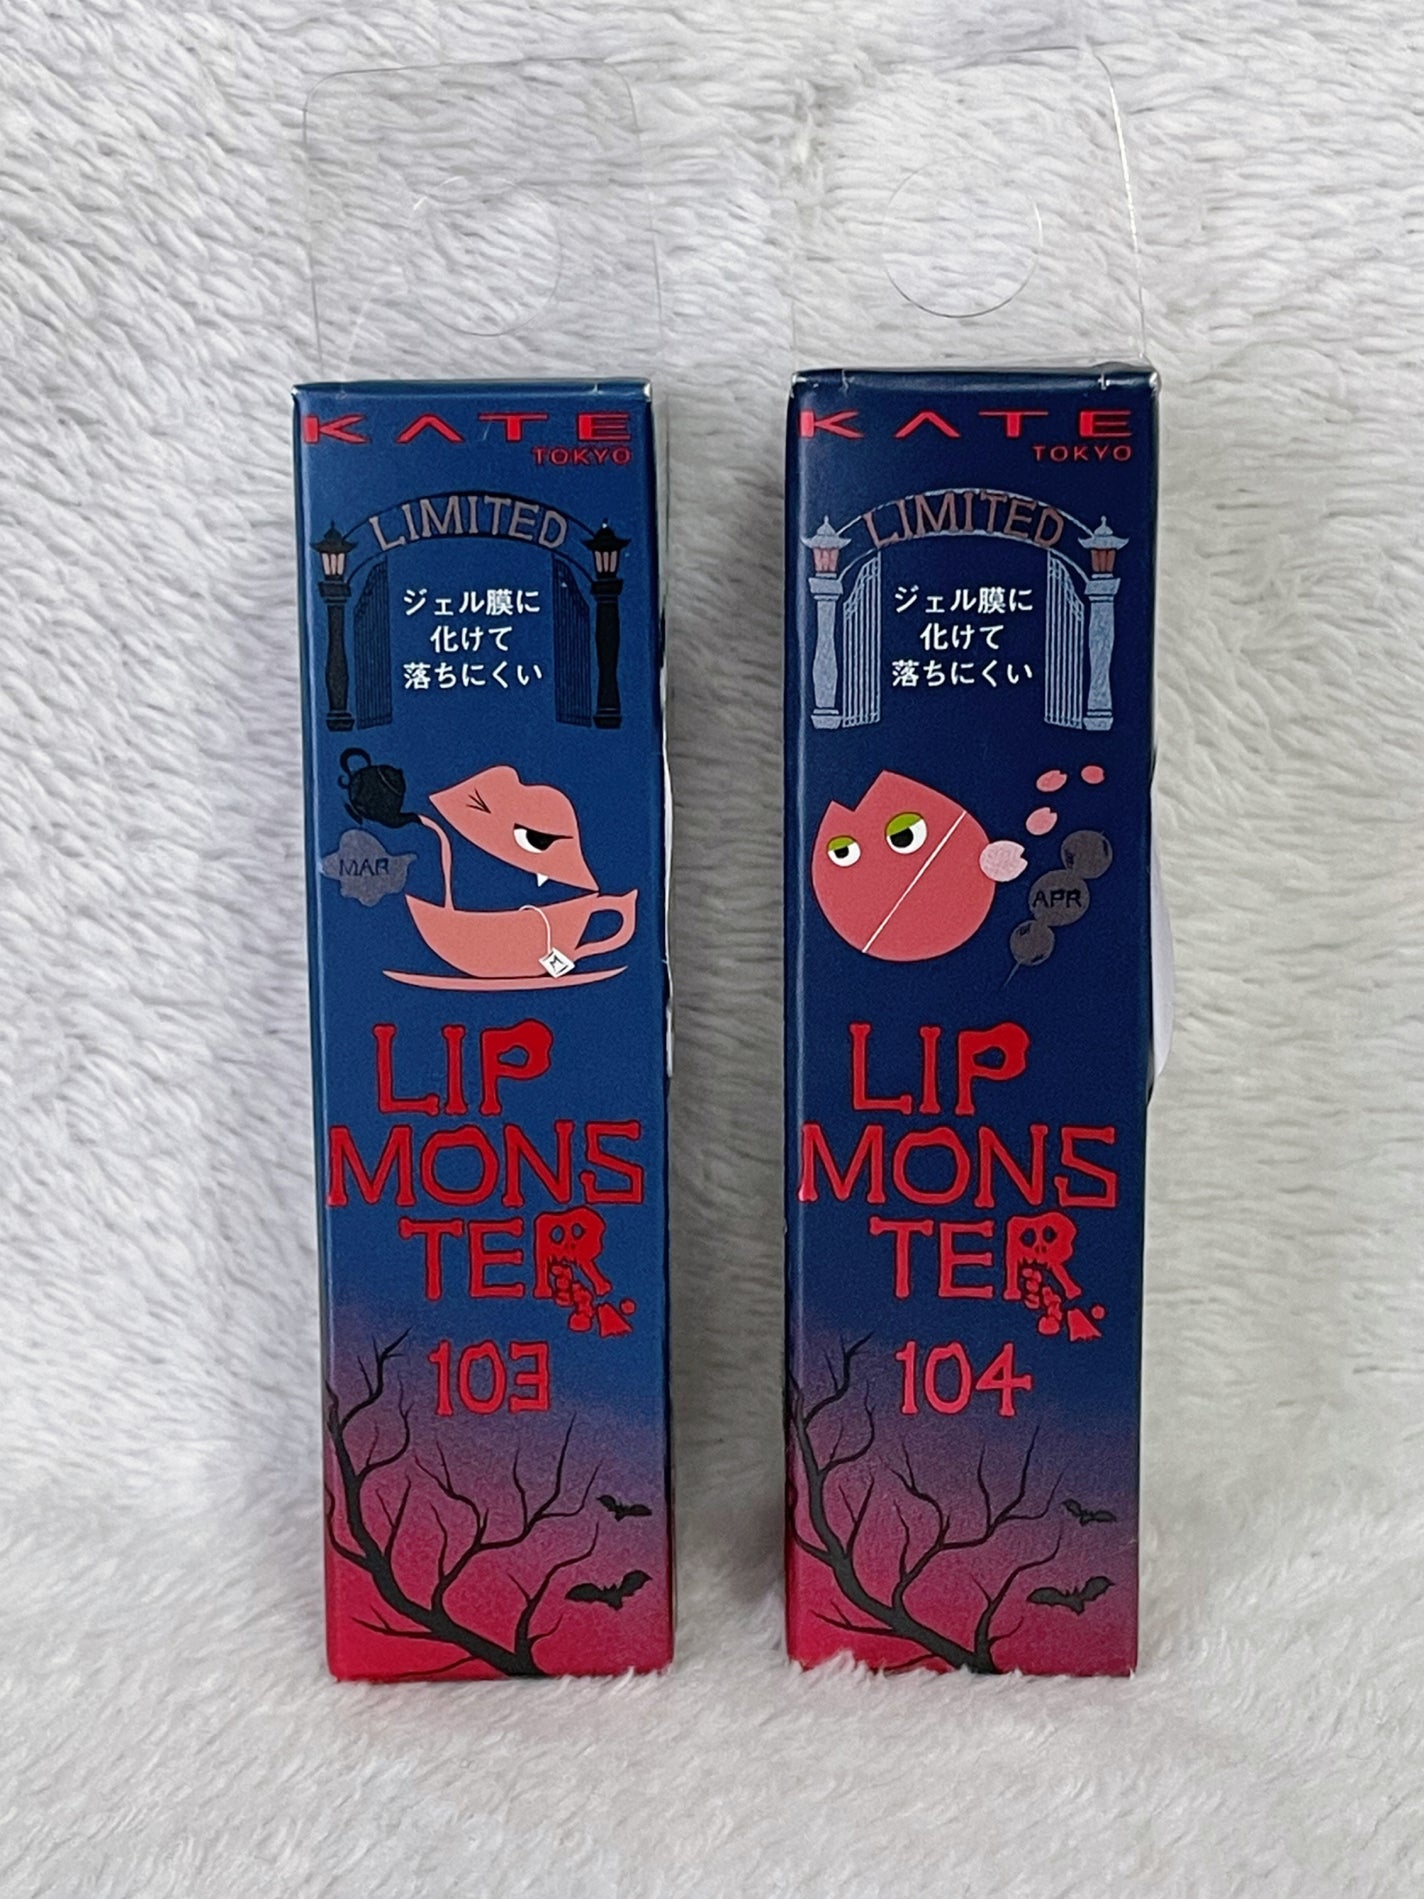 KATE
TOKYO
LIMITED
ジェル膜に
化けて
落ちにくい
MAR
LIP
MONS
TER
103
KATE
TOKYO
LIMITED
ジェル膜に
化けて
落ちにくい
APR
LIP
MONS
TER
104